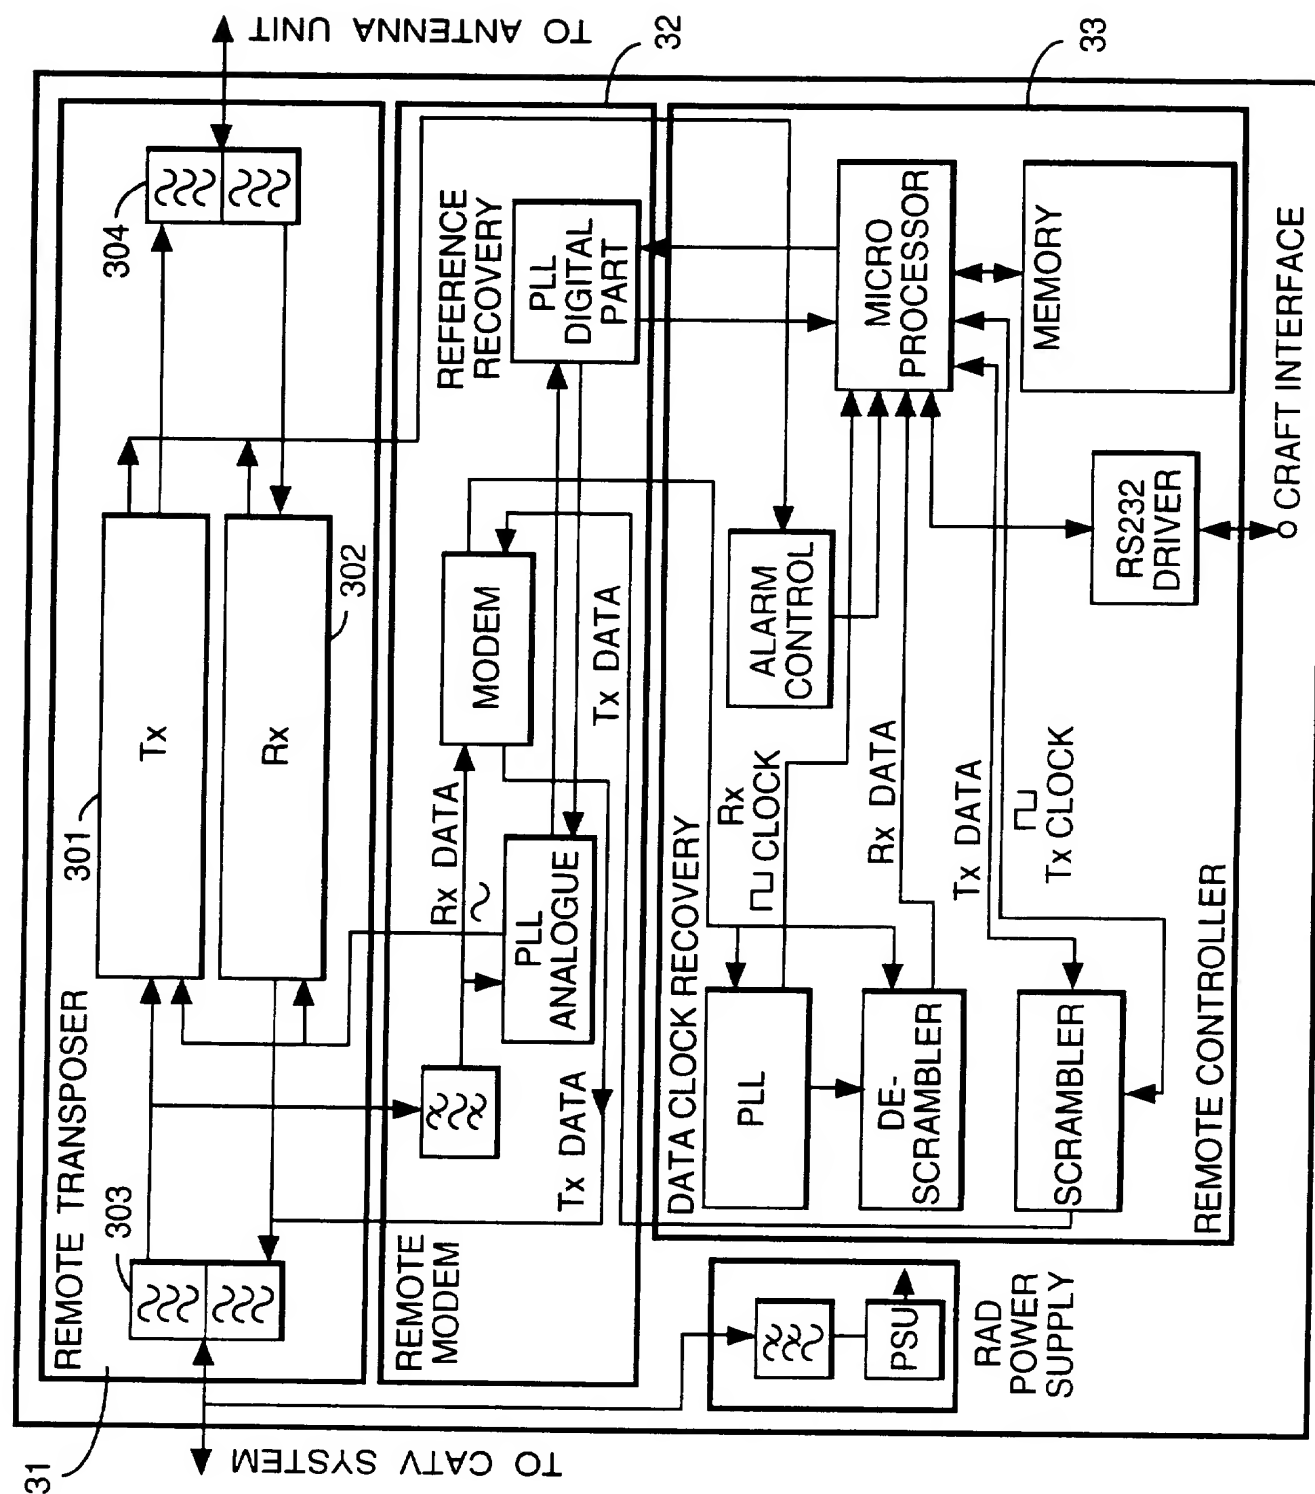 31
REMOTE TRANSPOSER
303
301
Tx
Rx
302
304
TO ANTENNA UNIT
TO CATV SYSTEM
REMOTE
MODEM
Rx DATA
PLL
ANALOGUE
MODEM
Tx DATA
Tx DATA
REFERENCE
RECOVERY
PLL
DIGITAL
PART
32
DATA CLOCK RECOVERY
PLL
DE-
SCRAMBLER
SCRAMBLER
Rx
CLOCK
Rx DATA
Tx DATA
Tx CLOCK
ALARM
CONTROL
MICRO
PROCESSOR
MEMORY
RS232
DRIVER
CRAFT INTERFACE
REMOTE CONTROLLER
33
PSU
RAD
POWER
SUPPLY